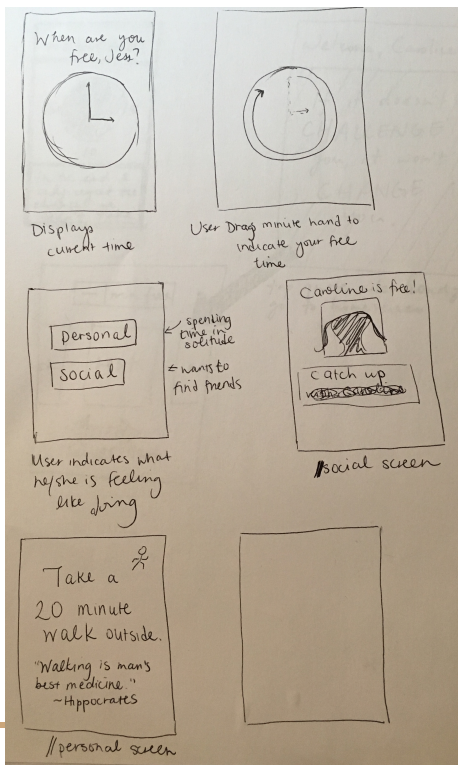 When are you
free, Jess?
Displays
current time
User Drags minute hand to
indicate your free
time
personal
social
spending
time in
solitude
wants to
find friends
User indicates what
he/she is feeling
like doing
Caroline is free!
Catch up
//social screen
Take a
20 minute
walk outside.
"Walking is man's
best medicine."
~Hippocrates
//personal screen